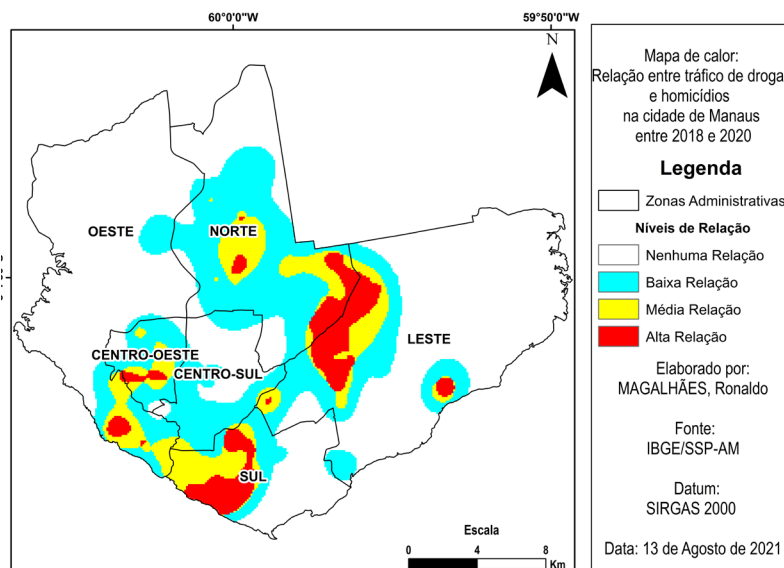 60°0'0"W
59°50'0"W
N
OESTE
NORTE
LESTE
CENTRO-OESTE
CENTRO-SUL
SUL
Escala
0 4 8
Km
Mapa de calor:
Relação entre tráfico de droga
e homicídios
na cidade de Manaus
entre 2018 e 2020
Legenda
Zonas Administrativas
Níveis de Relação
Nenhuma Relação
Baixa Relação
Média Relação
Alta Relação
Elaborado por:
MAGALHÃES, Ronaldo
Fonte:
IBGE/SSP-AM
Datum:
SIRGAS 2000
Data: 13 de Agosto de 2021